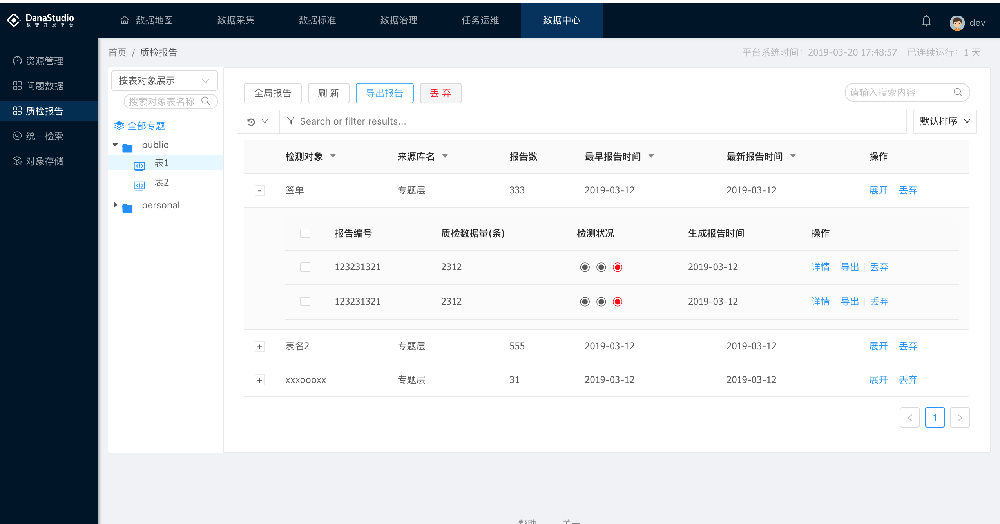 DanaStudio
数智开发平台
数据地图 数据采集 数据标准 数据治理 任务运维 数据中心
dev
资源管理
问题数据
质检报告
统一检索
对象存储
首页 / 质检报告
平台系统时间：2019-03-20 17:48:57 已连续运行：1 天
按表对象展示
搜索对象表名称
全部专题
public
表1
表2
personal
全局报告 刷 新 导出报告 丢 弃
请输入搜索内容
Search or filter results...
默认排序
检测对象 来源库名 报告数 最早报告时间 最新报告时间 操作
- 签单 专题层 333 2019-03-12 2019-03-12 展开 丢弃
报告编号 质检数据量(条) 检测状况 生成报告时间 操作
123231321 2312 2019-03-12 详情 导出 丢弃
123231321 2312 2019-03-12 详情 导出 丢弃
+ 表名2 专题层 555 2019-03-12 2019-03-12 展开 丢弃
+ xxxoooxx 专题层 31 2019-03-12 2019-03-12 展开 丢弃
< 1 >
帮助 关于